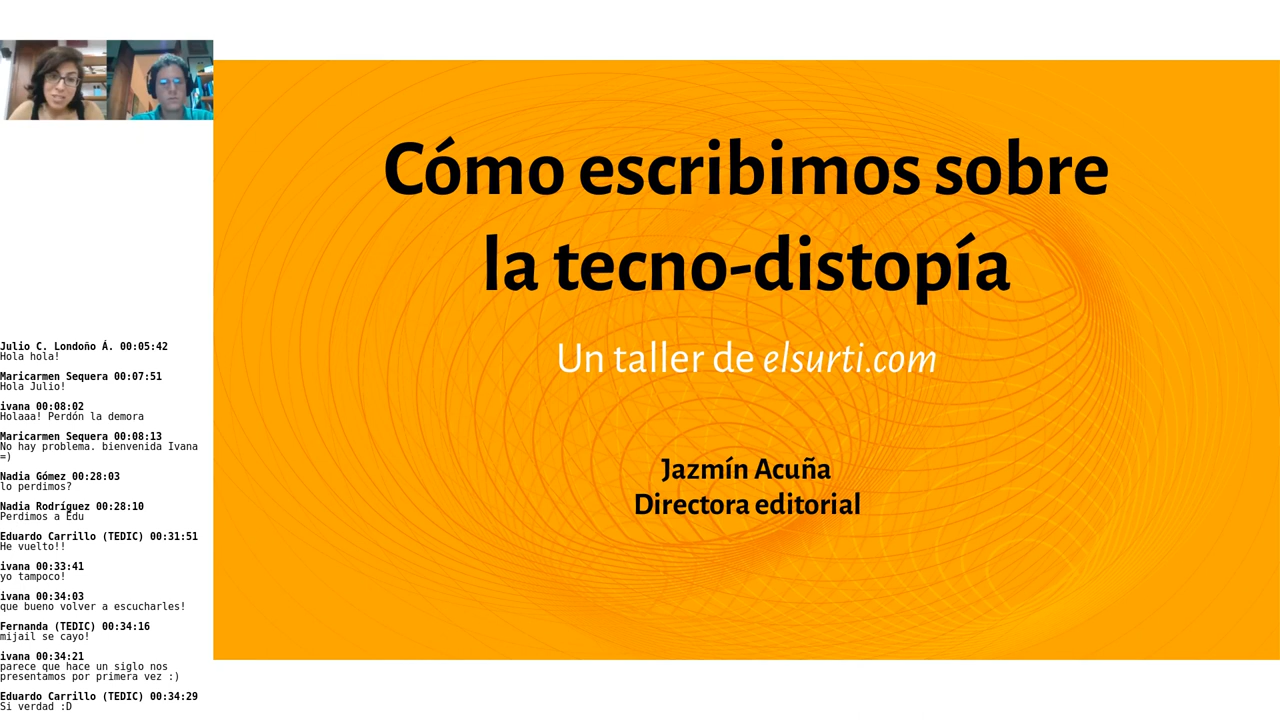 Cómo escribimos sobre
la tecno-distopía
Un taller de elsurti.com
Jazmín Acuña
Directora editorial
Julio C. Londoño Á. 00:05:42
Hola hola!
Maricarmen Sequera 00:07:51
Hola Julio!
ivana 00:08:02
Holaaa! Perdón la demora
Maricarmen Sequera 00:08:13
No hay problema. bienvenida Ivana
=)
Nadia Gómez 00:28:03
lo perdimos?
Nadia Rodríguez 00:28:10
Perdimos a Edu
Eduardo Carrillo (TEDIC) 00:31:51
He vuelto!!
ivana 00:33:41
yo tampoco!
ivana 00:34:03
que bueno volver a escucharles!
Fernanda (TEDIC) 00:34:16
mijail se cayo!
ivana 00:34:21
parece que hace un siglo nos
presentamos por primera vez :)
Eduardo Carrillo (TEDIC) 00:34:29
Si verdad :D